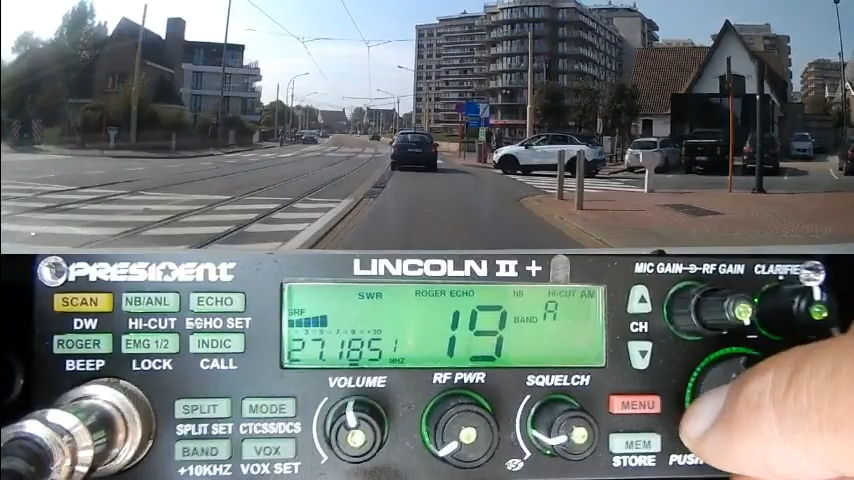 PRESIDENT
LINCOLN II +
MIC GAIN RF GAIN CLARIFIER
SCAN NB/ANL ECHO
DW HI-CUT ECHO SET
ROGER EMG 1/2 INDIC
BEEP LOCK CALL
SWR ROGER ECHO NB HI-CUT AM
SRF
19 BAND A
27.185 MHZ
CH
VOLUME RF PWR SQUELCH
SPLIT MODE
SPLIT SET CTCSS/DCS
BAND VOX
+10KHZ VOX SET
MENU
MEM
STORE PUSH